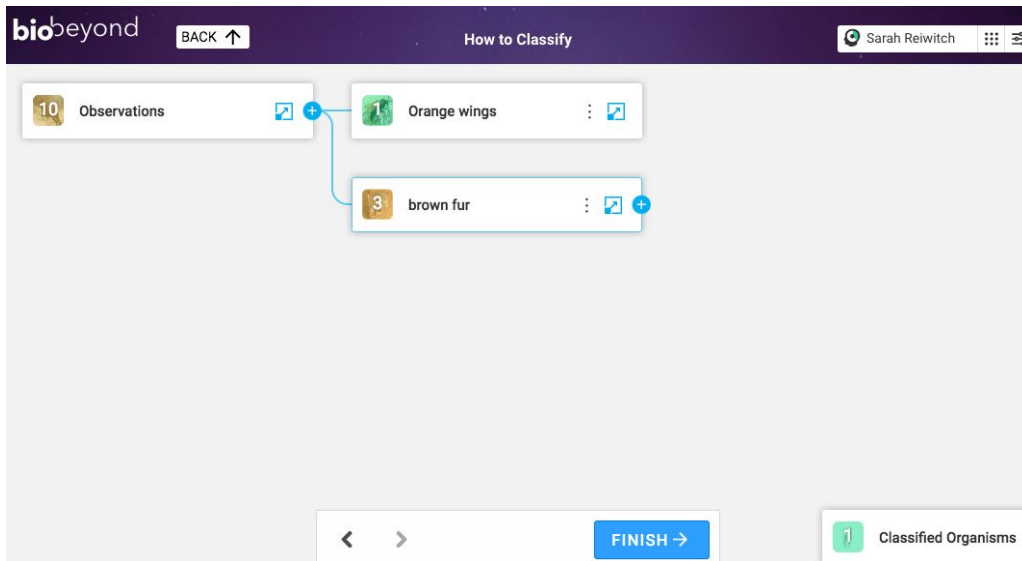 biobeyond
BACK ↑
How to Classify
Sarah Reiwitch
10 Observations
1 Orange wings
3 brown fur
FINISH →
1 Classified Organisms